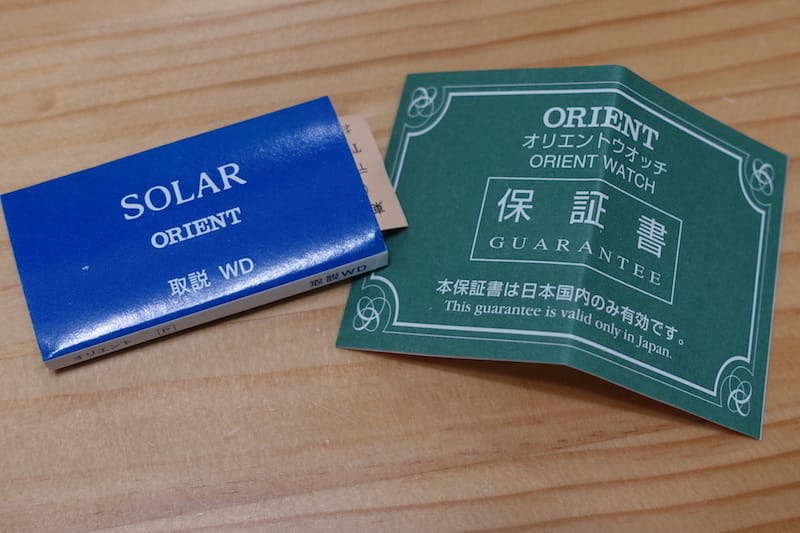 SOLAR
ORIENT
取説 WD
取説WD
オリエント [P]
ORIENT
オリエントウオッチ
ORIENT WATCH
保証書
GUARANTEE
本保証書は日本国内のみ有効です。
This guarantee is valid only in Japan.